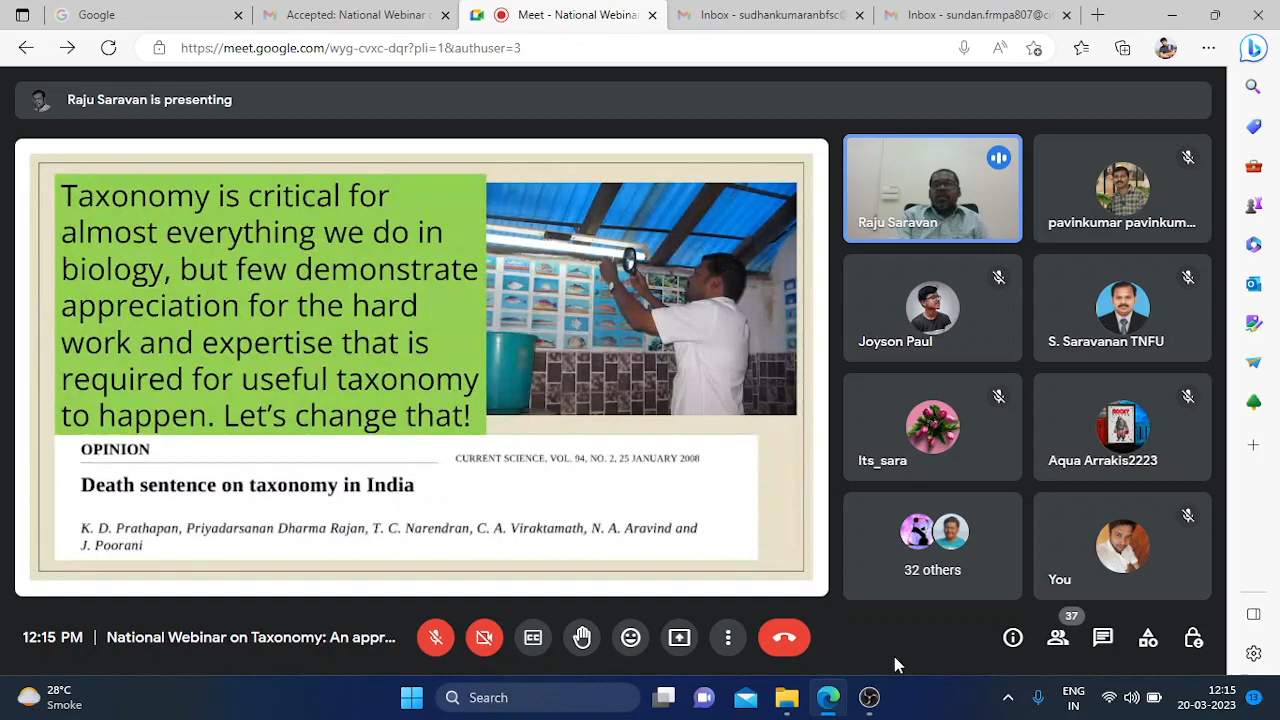 Google
Accepted: National Webinar
Meet - National Webinar
Inbox - sudhakumaranbfsc@
Inbox - sundan.frmpa807@ci
https://meet.google.com/wyg-cvxc-dqr?pli=1&authuser=3
Raju Saravan is presenting
Taxonomy is critical for
almost everything we do in
biology, but few demonstrate
appreciation for the hard
work and expertise that is
required for useful taxonomy
to happen. Let's change that!
OPINION
CURRENT SCIENCE, VOL. 94, NO. 2, 25 JANUARY 2008
Death sentence on taxonomy in India
K. D. Prathapan, Priyadarsanan Dharma Rajan, T. C. Narendran, C. A. Viraktamath, N. A. Aravind and
J. Poorani
Raju Saravan
pavinkumar pavinkum...
Joyson Paul
S. Saravanan TNFU
Its_sara
Aqua Arrakis2223
32 others
You
12:15 PM | National Webinar on Taxonomy: An appr...
37
Search
28°C
Smoke
ENG
IN
12:15
20-03-2023
13